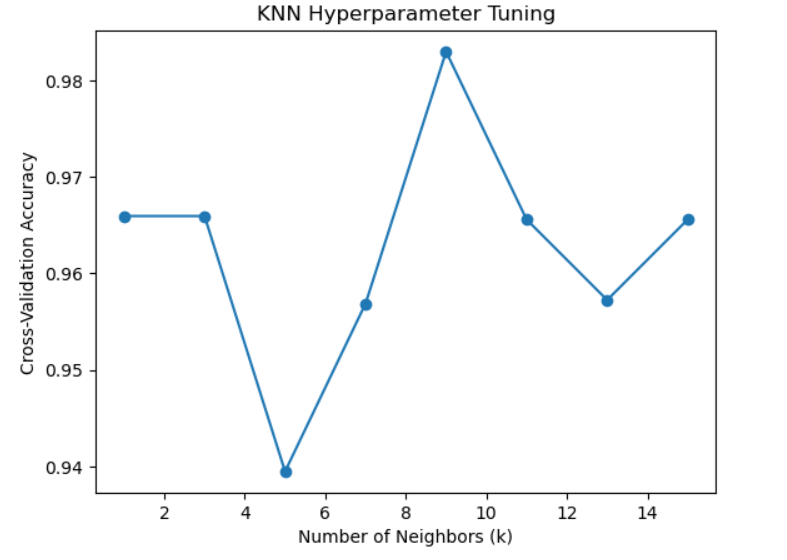 KNN Hyperparameter Tuning
Cross-Validation Accuracy
0.98
0.97
0.96
0.95
0.94
2 4 6 8 10 12 14
Number of Neighbors (k)